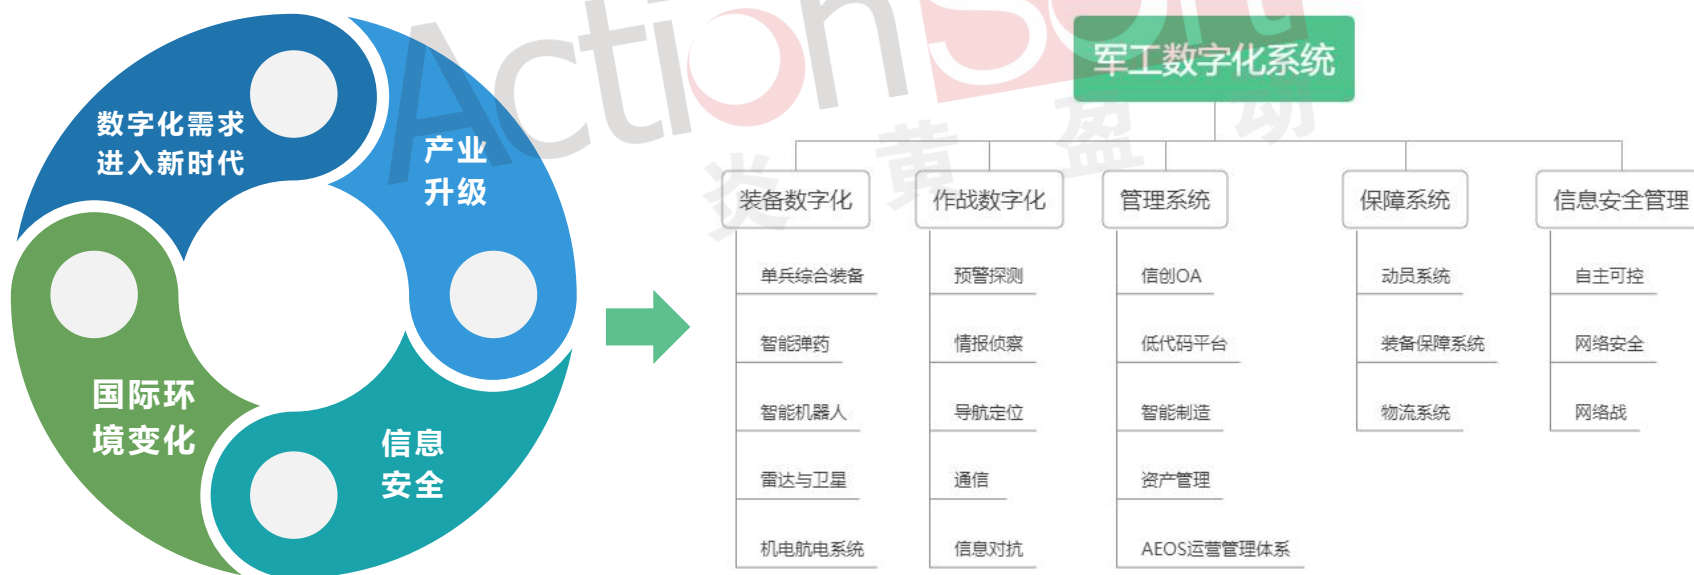 ActionSoft
炎黄盈动
数字化需求
进入新时代
产业
升级
国际环
境变化
信息
安全
军工数字化系统
装备数字化
单兵综合装备
智能弹药
智能机器人
雷达与卫星
机电航电系统
作战数字化
预警探测
情报侦察
导航定位
通信
信息对抗
管理系统
信创OA
低代码平台
智能制造
资产管理
AEOS运营管理体系
保障系统
动员系统
装备保障系统
物流系统
信息安全管理
自主可控
网络安全
网络战